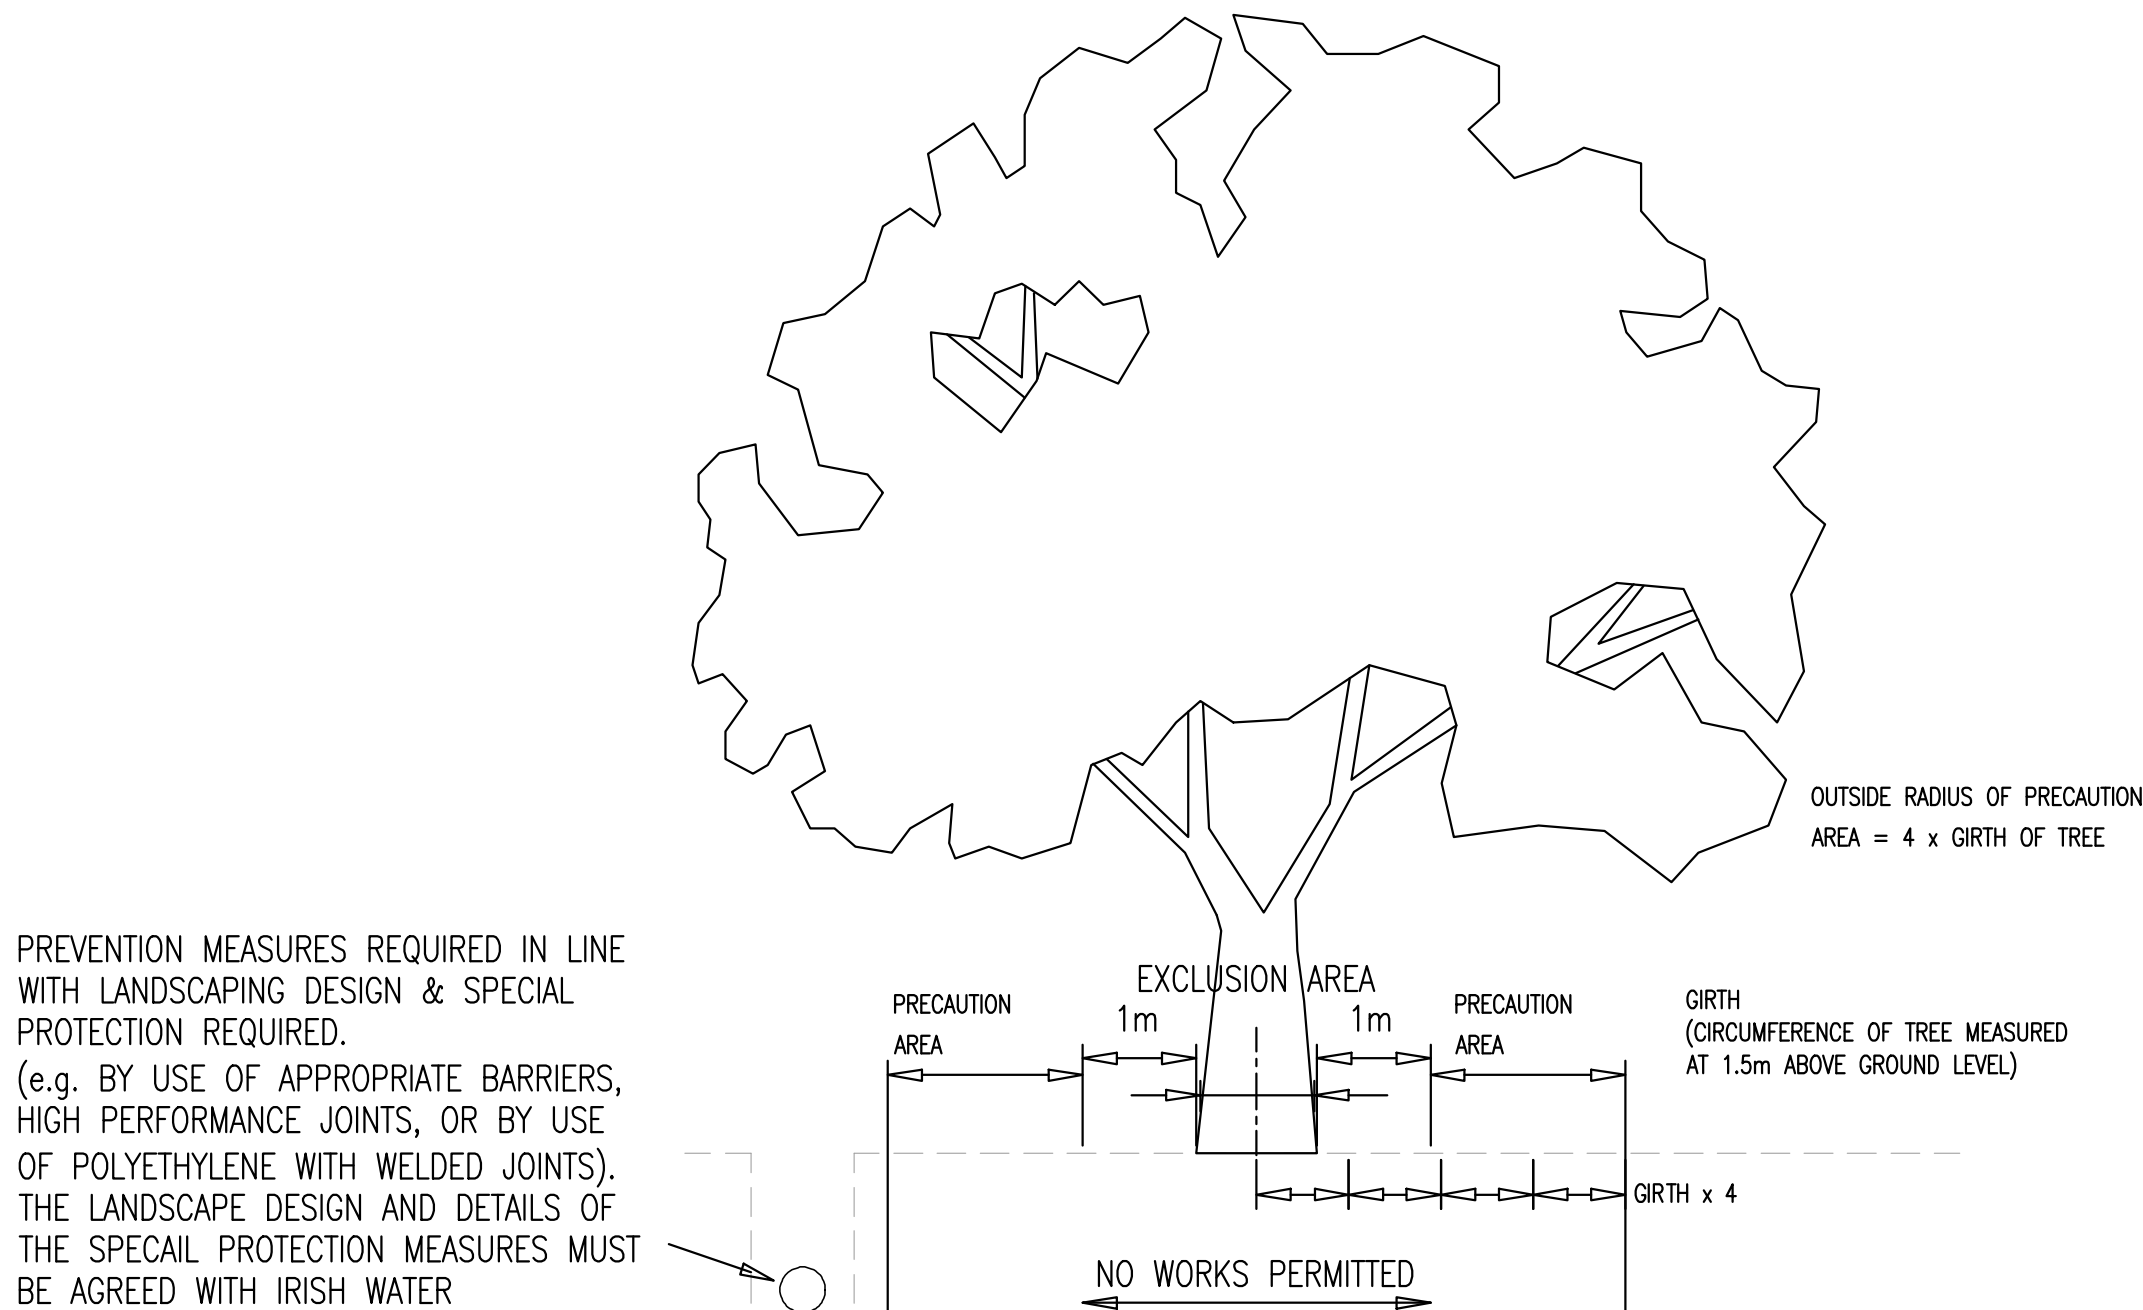 OUTSIDE RADIUS OF PRECAUTION
AREA = 4 x GIRTH OF TREE
PREVENTION MEASURES REQUIRED IN LINE
WITH LANDSCAPING DESIGN & SPECIAL
PROTECTION REQUIRED.
(e.g. BY USE OF APPROPRIATE BARRIERS,
HIGH PERFORMANCE JOINTS, OR BY USE
OF POLYETHYLENE WITH WELDED JOINTS).
THE LANDSCAPE DESIGN AND DETAILS OF
THE SPECAIL PROTECTION MEASURES MUST
BE AGREED WITH IRISH WATER
EXCLUSION AREA
PRECAUTION
AREA
1m
1m
PRECAUTION
AREA
GIRTH
(CIRCUMFERENCE OF TREE MEASURED
AT 1.5m ABOVE GROUND LEVEL)
GIRTH x 4
NO WORKS PERMITTED